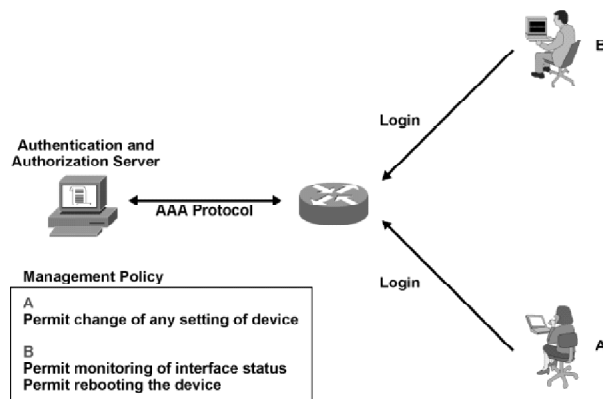 B
Login
Authentication and
Authorization Server
AAA Protocol
Management Policy
A
Permit change of any setting of device
B
Permit monitoring of interface status
Permit rebooting the device
Login
A